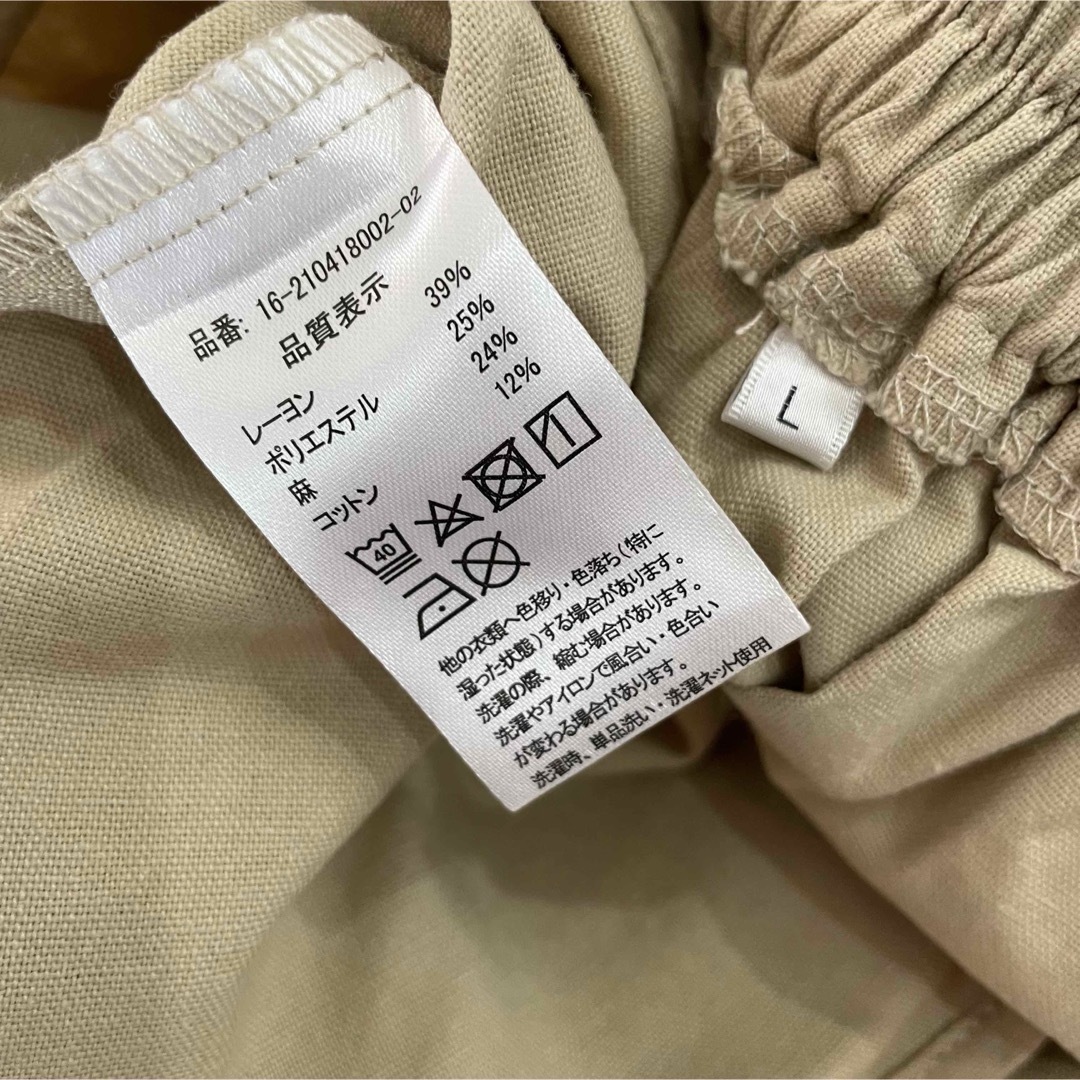 品番: 16-210418002-02
品質表示
レーヨン 39%
ポリエステル 25%
麻 24%
コットン 12%
40
他の衣類へ色移り・色落ち(特に
湿った状態)する場合があります。
洗濯の際、縮む場合があります。
洗濯やアイロンで風合い・色合い
が変わる場合があります。
洗濯時、単品洗い・洗濯ネット使用
L